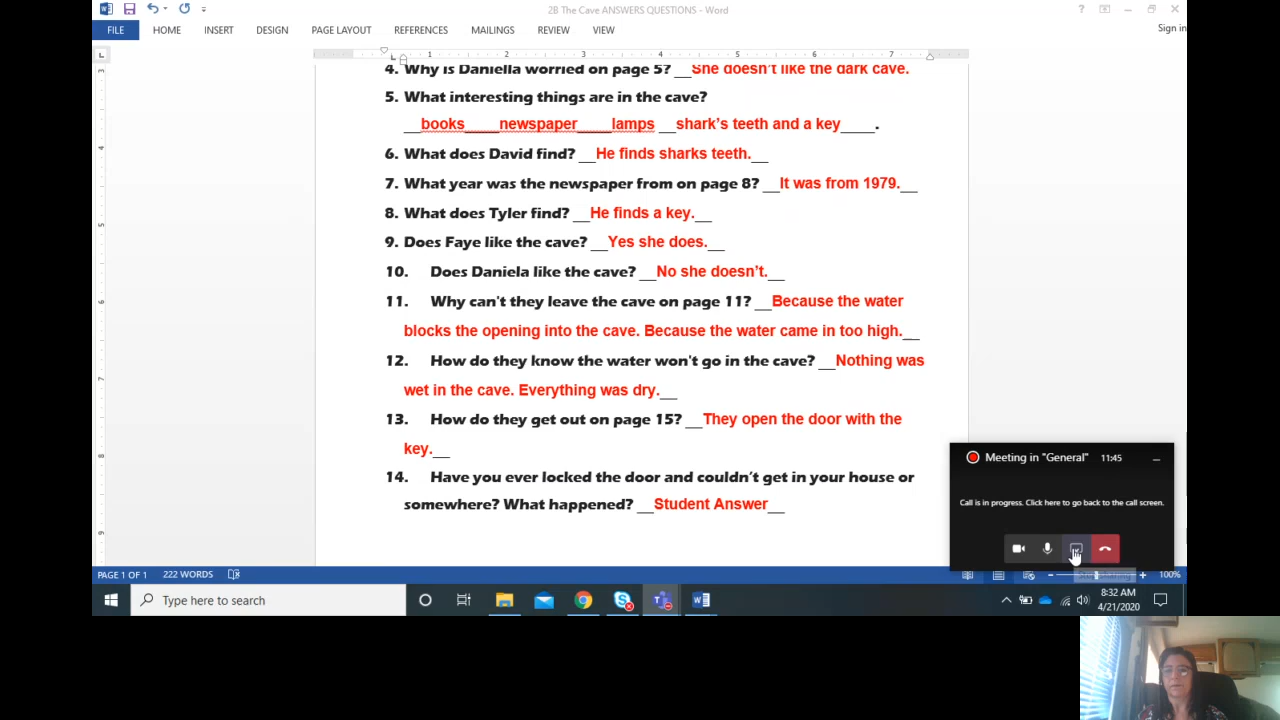 2B The Cave ANSWERS QUESTIONS - Word
FILE HOME INSERT DESIGN PAGE LAYOUT REFERENCES MAILINGS REVIEW VIEW Sign in
1 2 3 4 5 6 7
4. Why is Daniella worried on page 5? __She doesn't like the dark cave.
5. What interesting things are in the cave?
__books____newspaper____lamps __shark's teeth and a key____.
6. What does David find? __He finds sharks teeth.__
7. What year was the newspaper from on page 8? __It was from 1979.__
8. What does Tyler find? __He finds a key.__
9. Does Faye like the cave? __Yes she does.__
10. Does Daniela like the cave? __No she doesn't.__
11. Why can't they leave the cave on page 11? __Because the water
blocks the opening into the cave. Because the water came in too high.__
12. How do they know the water won't go in the cave? __Nothing was
wet in the cave. Everything was dry.__
13. How do they get out on page 15? __They open the door with the
key.__
14. Have you ever locked the door and couldn't get in your house or
somewhere? What happened? __Student Answer__
Meeting in "General" 11:45
Call is in progress. Click here to go back to the call screen.
PAGE 1 OF 1 222 WORDS 100%
Type here to search
8:32 AM
4/21/2020